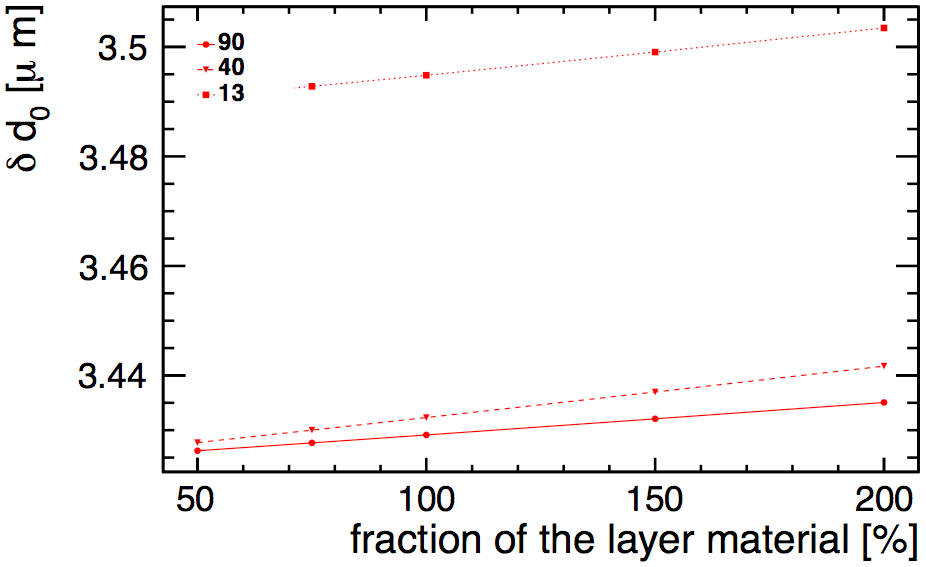 δ d0 [μ m]
3.5
3.48
3.46
3.44
90
40
13
50 100 150 200
fraction of the layer material [%]